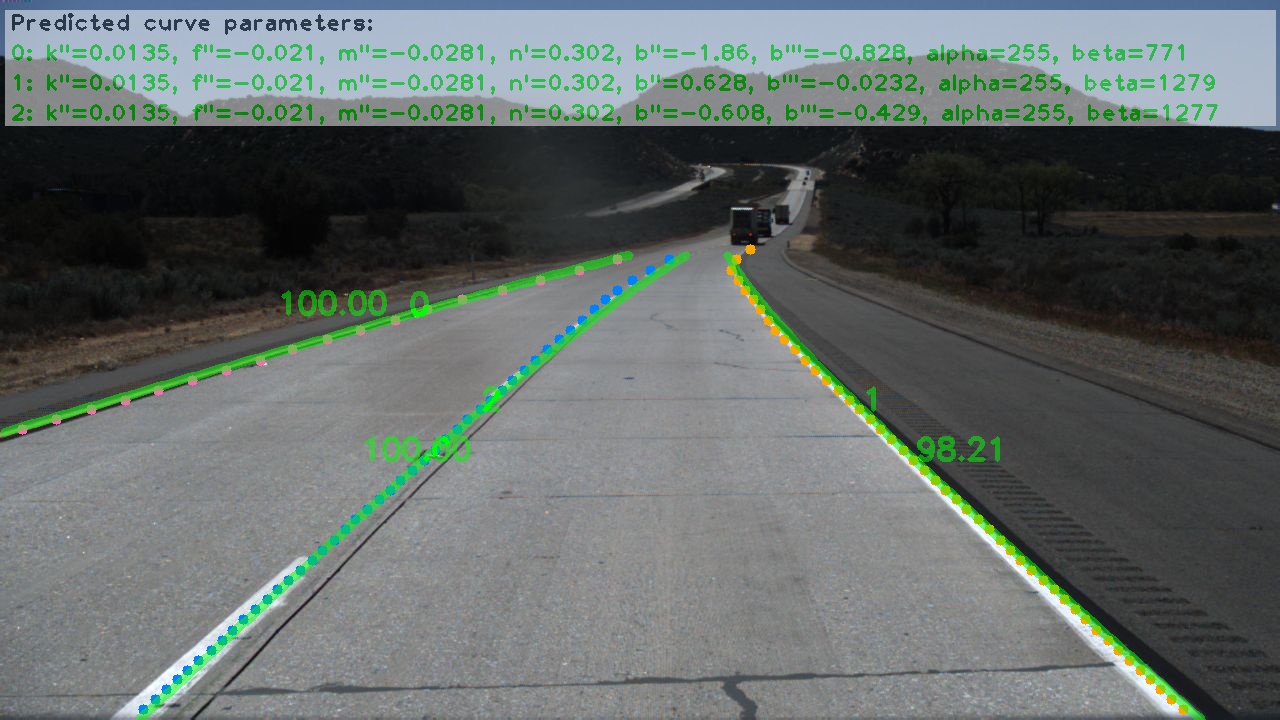 Predicted curve parameters:
0: k''=0.0135, f''=-0.021, m''=-0.0281, n'=0.302, b''=-1.86, b'''=-0.828, alpha=255, beta=771
1: k''=0.0135, f''=-0.021, m''=-0.0281, n'=0.302, b''=0.628, b'''=-0.0232, alpha=255, beta=1279
2: k''=0.0135, f''=-0.021, m''=-0.0281, n'=0.302, b''=-0.608, b'''=-0.429, alpha=255, beta=1277
100.00 0
2
1
100.00
98.21